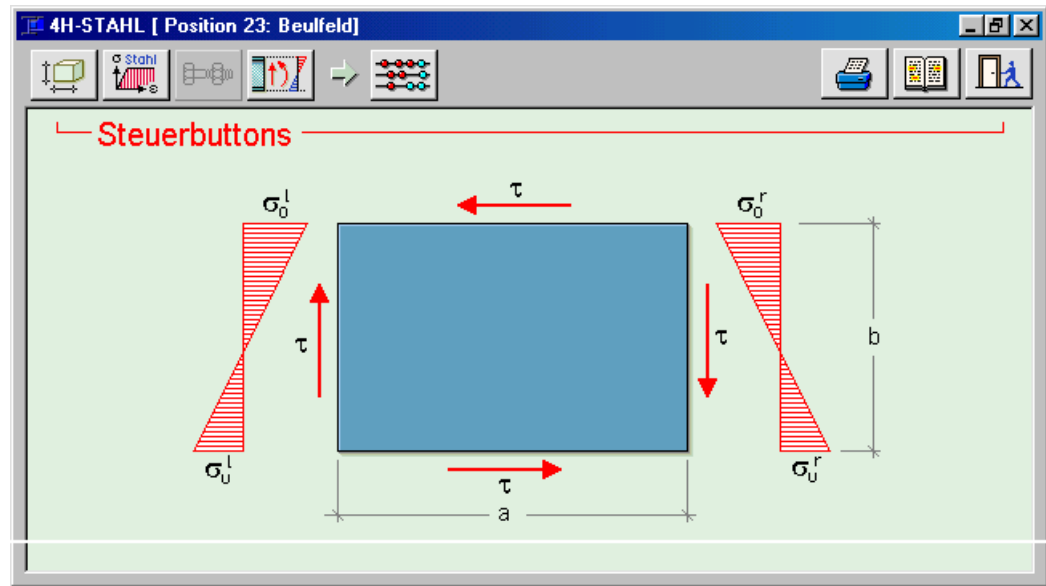 4H-STAHL [ Position 23: Beulfeld]
σ Stahl
ε
Steuerbuttons
σ₀ˡ τ σ₀ʳ
τ τ b
σᵤˡ τ σᵤʳ
a